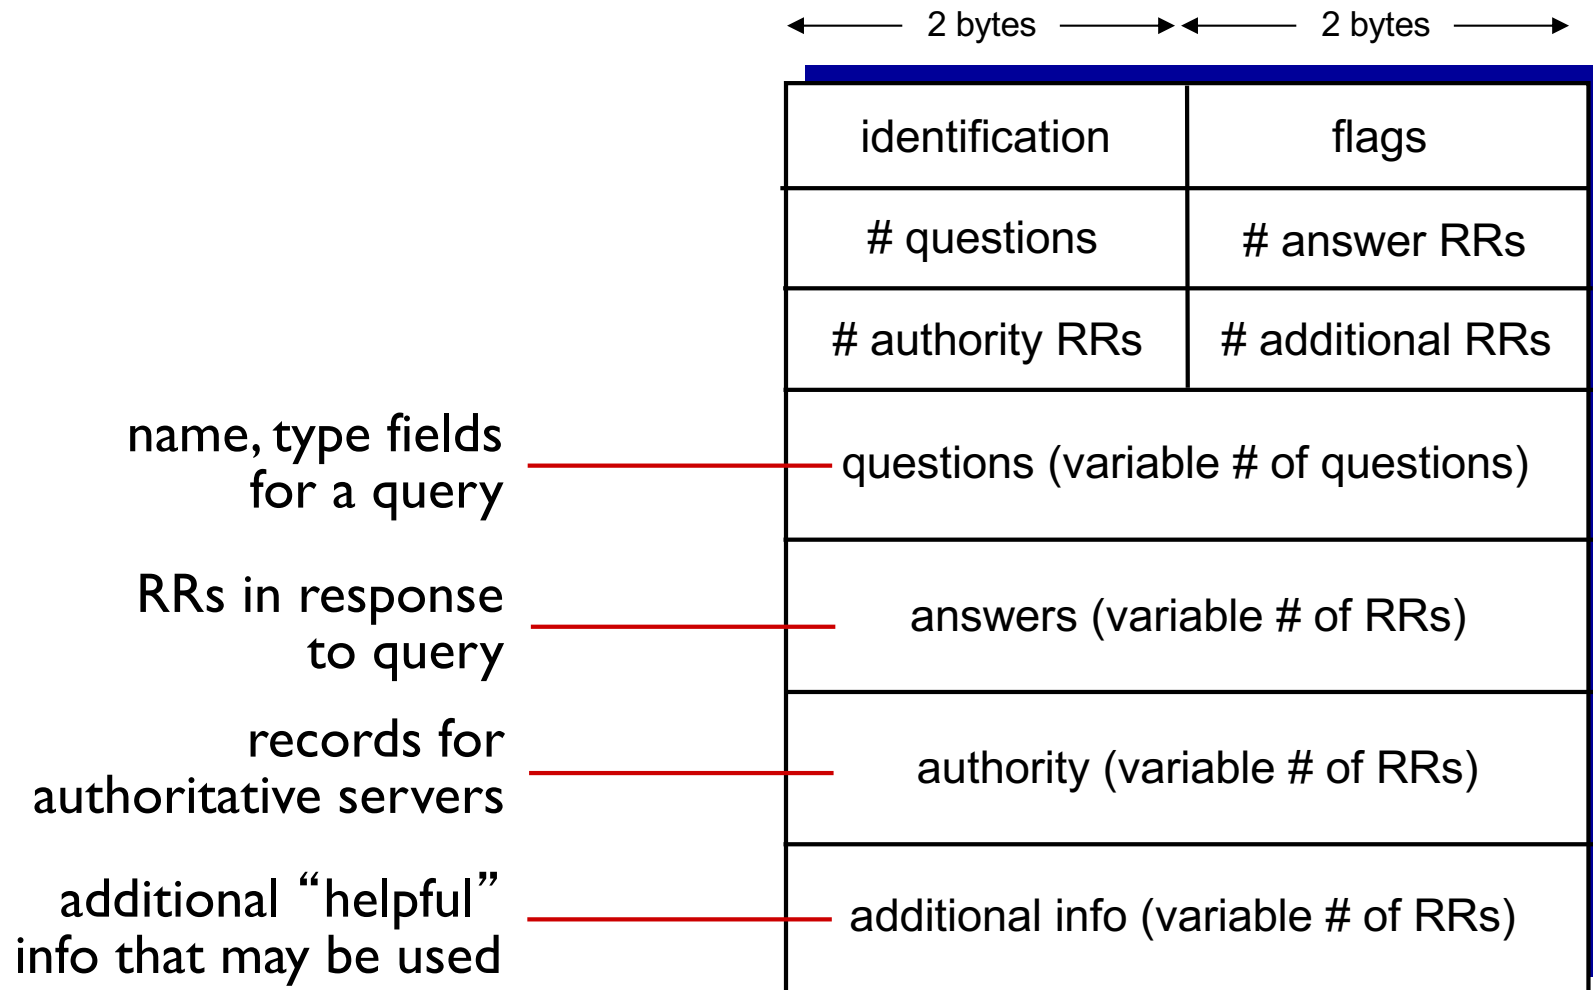 2 bytes 2 bytes
identification flags
# questions # answer RRs
# authority RRs # additional RRs
name, type fields
for a query
questions (variable # of questions)
RRs in response
to query
answers (variable # of RRs)
records for
authoritative servers
authority (variable # of RRs)
additional “helpful”
info that may be used
additional info (variable # of RRs)